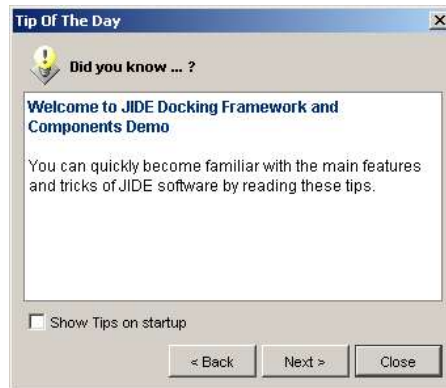 Tip Of The Day
Did you know ... ?
Welcome to JIDE Docking Framework and
Components Demo
You can quickly become familiar with the main features
and tricks of JIDE software by reading these tips.
Show Tips on startup
< Back Next > Close